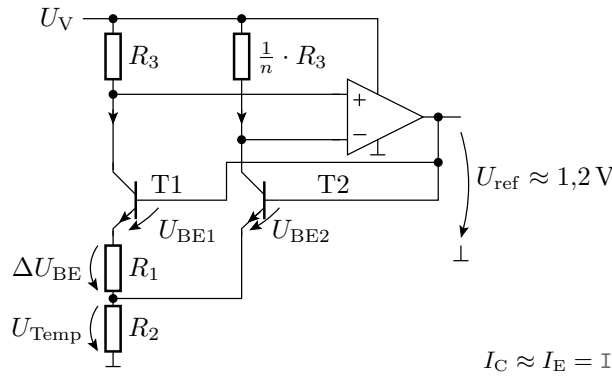 U_V
R_3
1/n · R_3
+
−
T1
T2
U_ref ≈ 1,2 V
U_BE1
U_BE2
ΔU_BE
R_1
U_Temp
R_2
I_C ≈ I_E = I